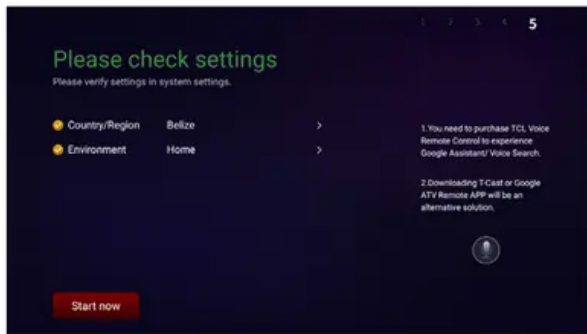 1 2 3 4 5
Please check settings
Please verify settings in system settings.
Country/Region Belize >
Environment Home >
1.You need to purchase TCL Voice
Remote Control to experience
Google Assistant/ Voice Search.
2.Downloading T-Cast or Google
ATV Remote APP will be an
alternative solution.
Start now